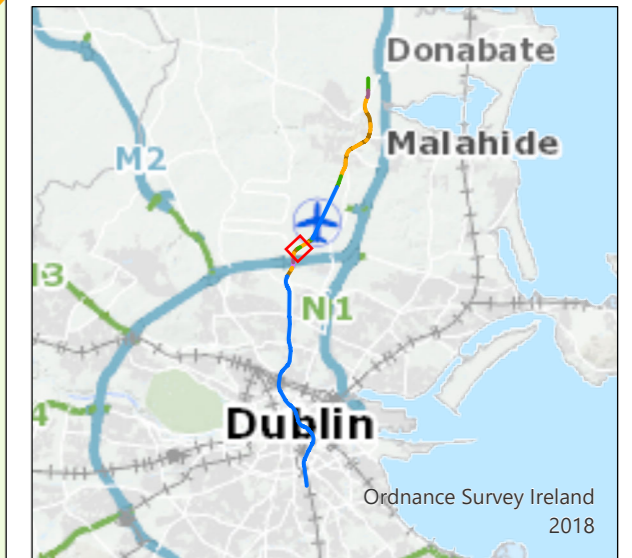 Donabate
Malahide
M2
N1
Dublin
Ordnance Survey Ireland
2018